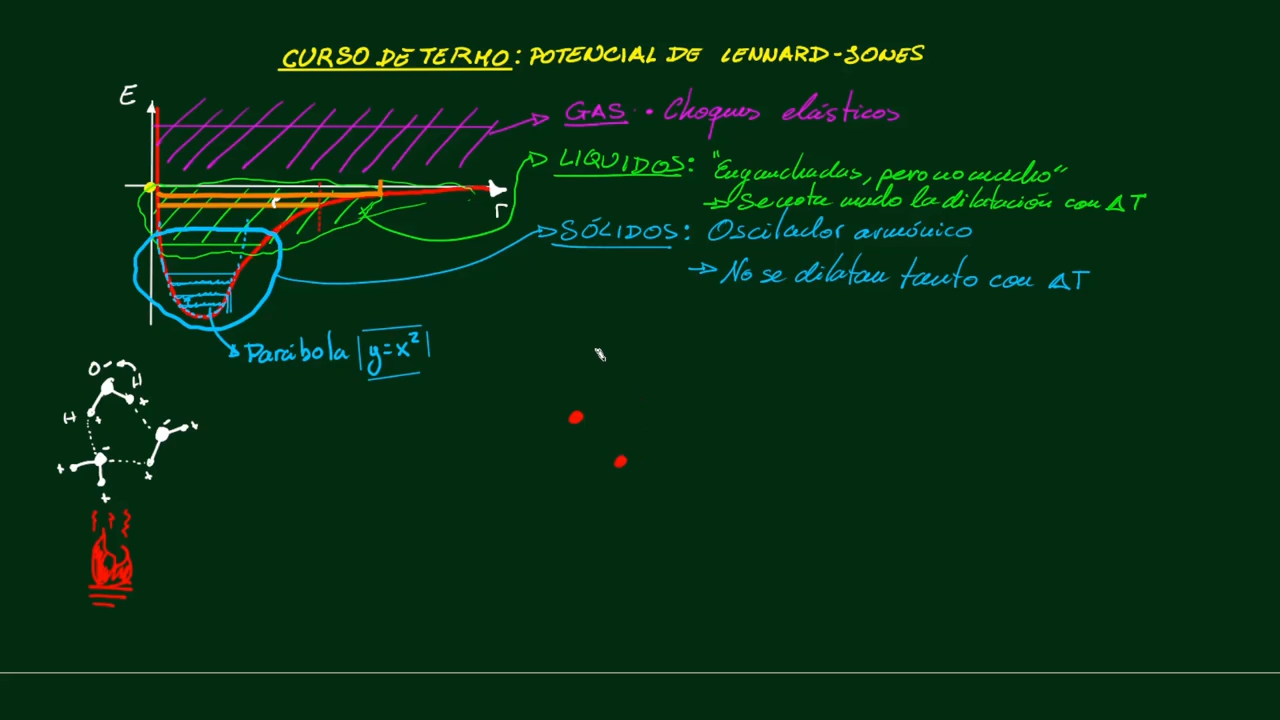 CURSO DE TERMO: POTENCIAL DE LENNARD-JONES
E
GAS • Choques elásticos
LIQUIDOS: "Enganchadas, pero no mucho"
→ Se nota mucho la dilatación con ΔT
r
r
SÓLIDOS: Oscilador armónico
→ No se dilatan tanto con ΔT
Parábola |y=x²|
O - H
+
H +
- +
-
+ +
+